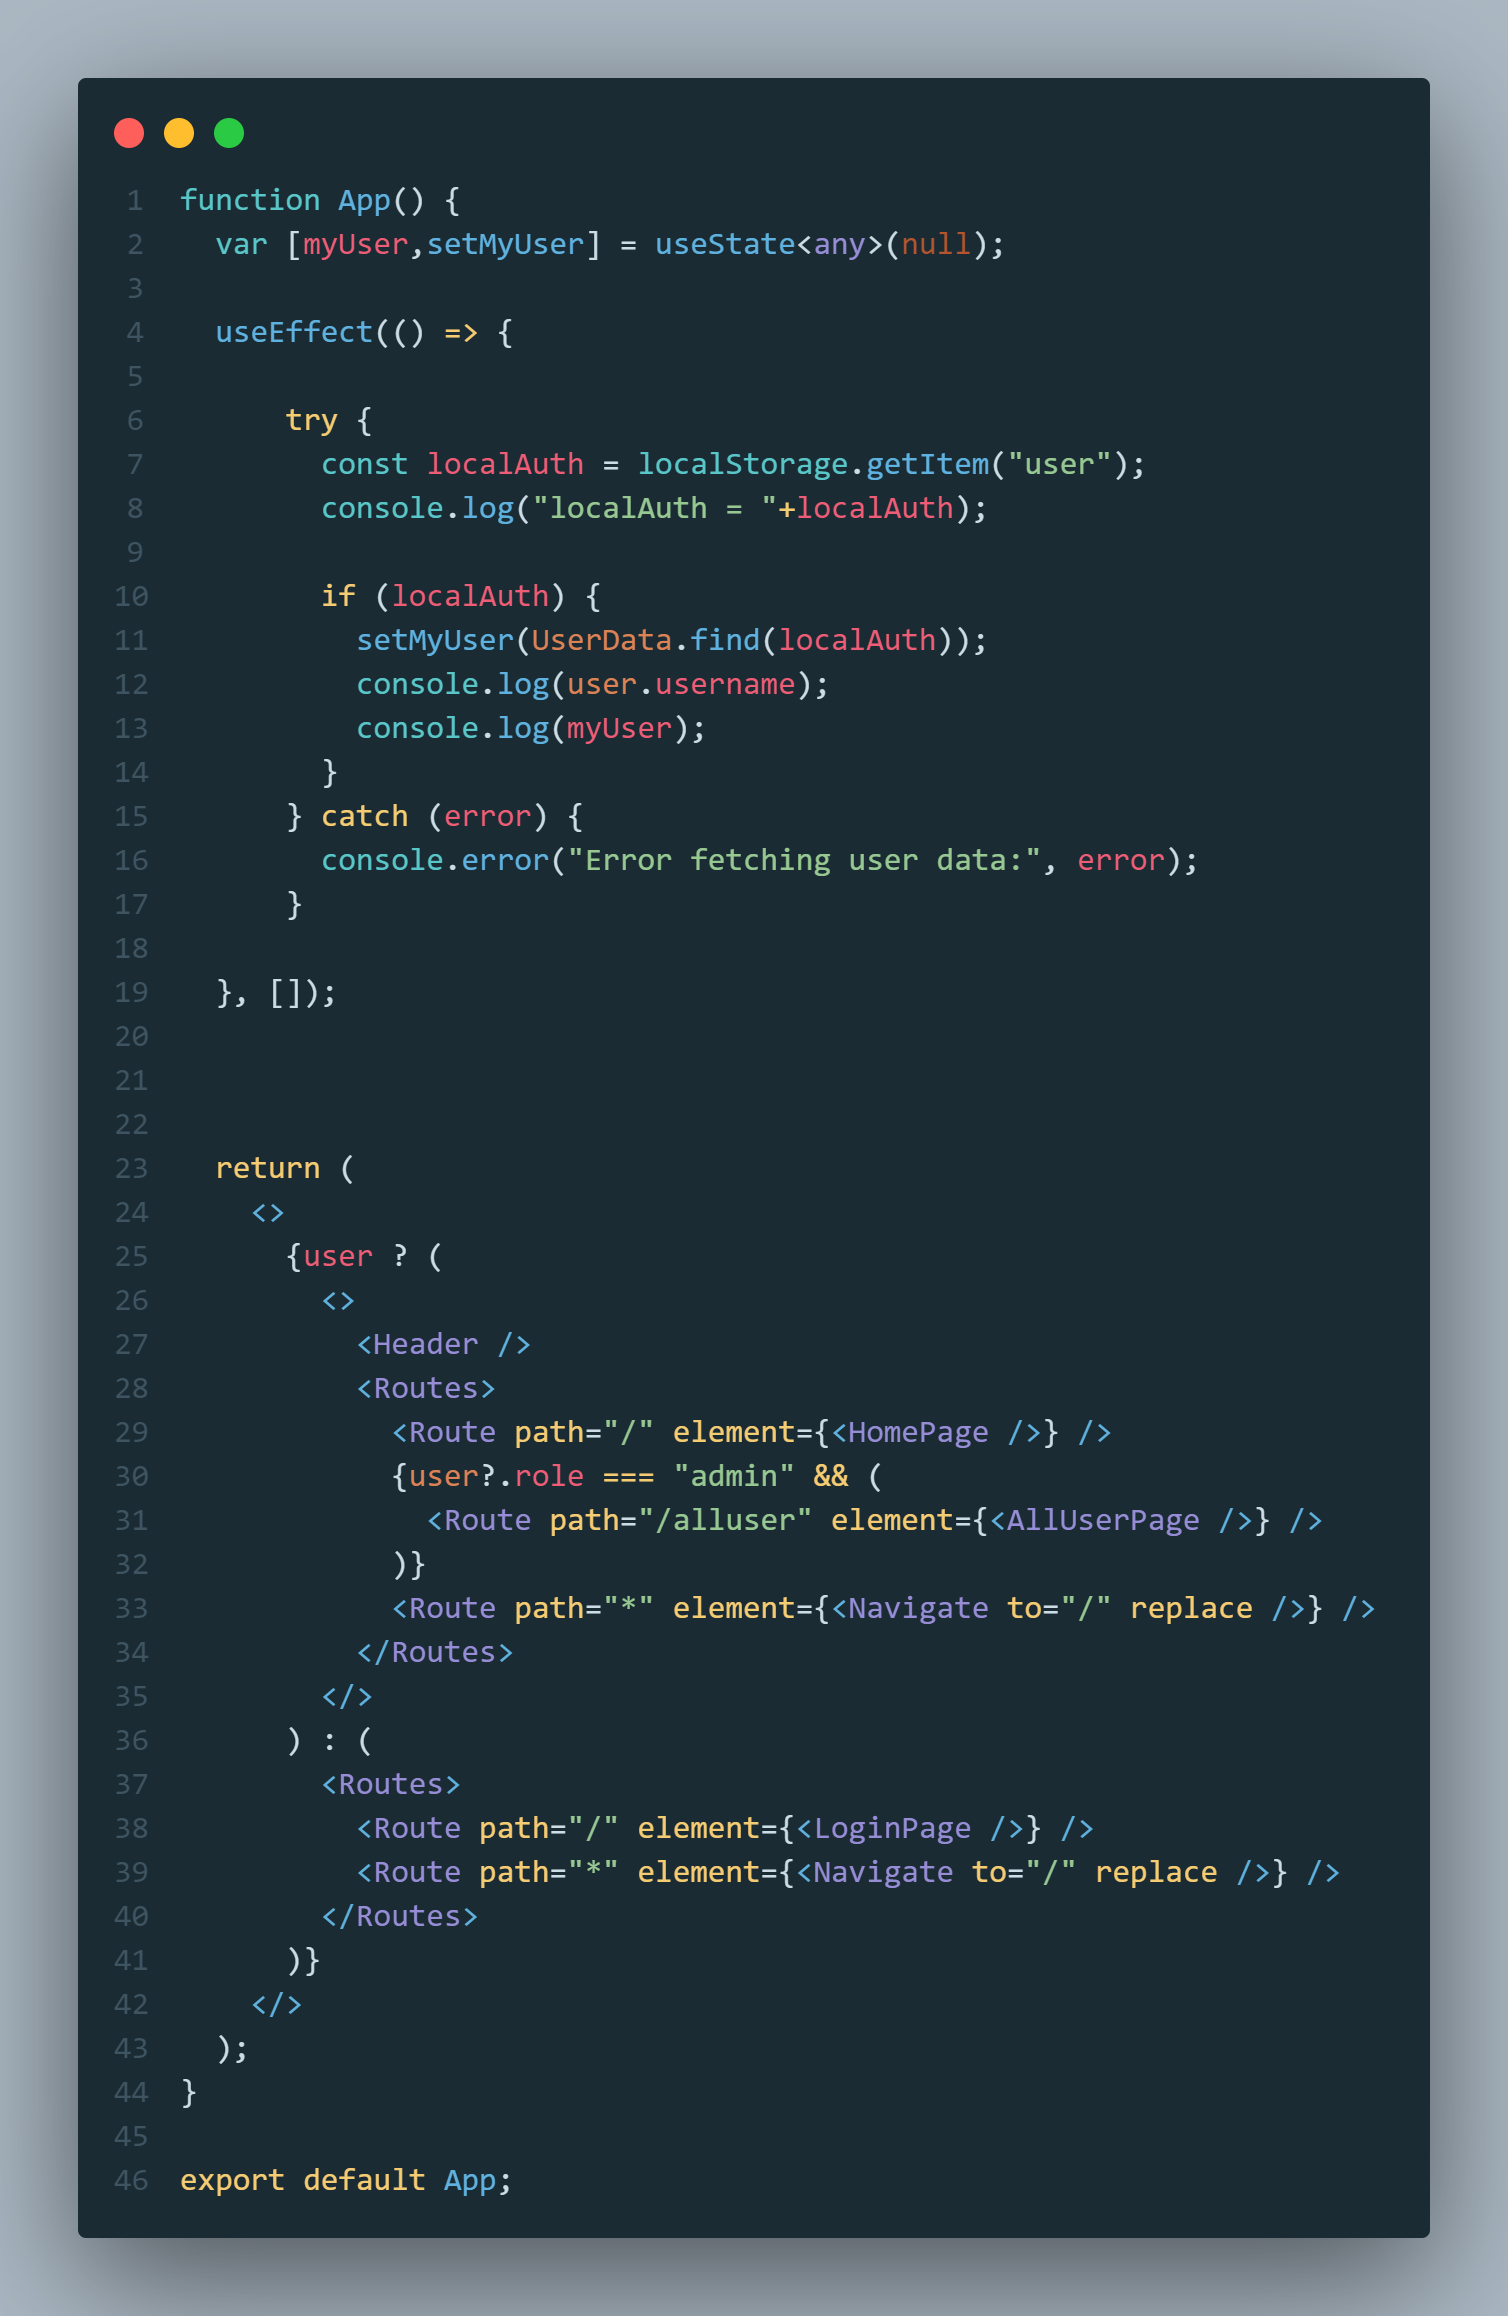 1 function App() {
2   var [myUser,setMyUser] = useState<any>(null);
3
4   useEffect(() => {
5
6       try {
7         const localAuth = localStorage.getItem("user");
8         console.log("localAuth = "+localAuth);
9
10         if (localAuth) {
11           setMyUser(UserData.find(localAuth));
12           console.log(user.username);
13           console.log(myUser);
14         }
15       } catch (error) {
16         console.error("Error fetching user data:", error);
17       }
18
19   }, []);
20
21
22
23   return (
24     <>
25       {user ? (
26         <>
27           <Header />
28           <Routes>
29             <Route path="/" element={<HomePage />} />
30             {user?.role === "admin" && (
31               <Route path="/alluser" element={<AllUserPage />} />
32             )}
33             <Route path="*" element={<Navigate to="/" replace />} />
34           </Routes>
35         </>
36       ) : (
37         <Routes>
38           <Route path="/" element={<LoginPage />} />
39           <Route path="*" element={<Navigate to="/" replace />} />
40         </Routes>
41       )}
42     </>
43   );
44 }
45
46 export default App;